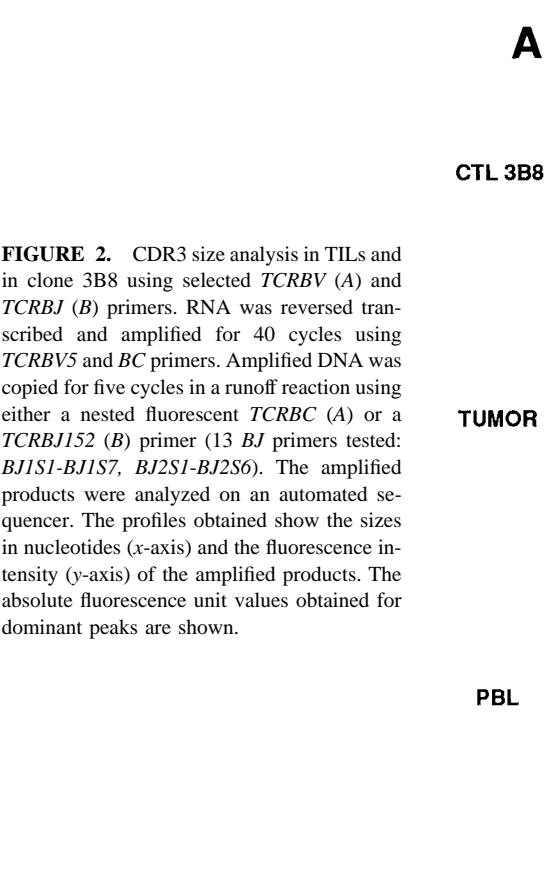 A
CTL 3B8
FIGURE 2. CDR3 size analysis in TILs and
in clone 3B8 using selected TCRBV (A) and
TCRBJ (B) primers. RNA was reversed tran-
scribed and amplified for 40 cycles using
TCRBV5 and BC primers. Amplified DNA was
copied for five cycles in a runoff reaction using
either a nested fluorescent TCRBC (A) or a
TCRBJ152 (B) primer (13 BJ primers tested:
BJ1S1-BJ1S7, BJ2S1-BJ2S6). The amplified
products were analyzed on an automated se-
quencer. The profiles obtained show the sizes
in nucleotides (x-axis) and the fluorescence in-
tensity (y-axis) of the amplified products. The
absolute fluorescence unit values obtained for
dominant peaks are shown.
TUMOR
PBL